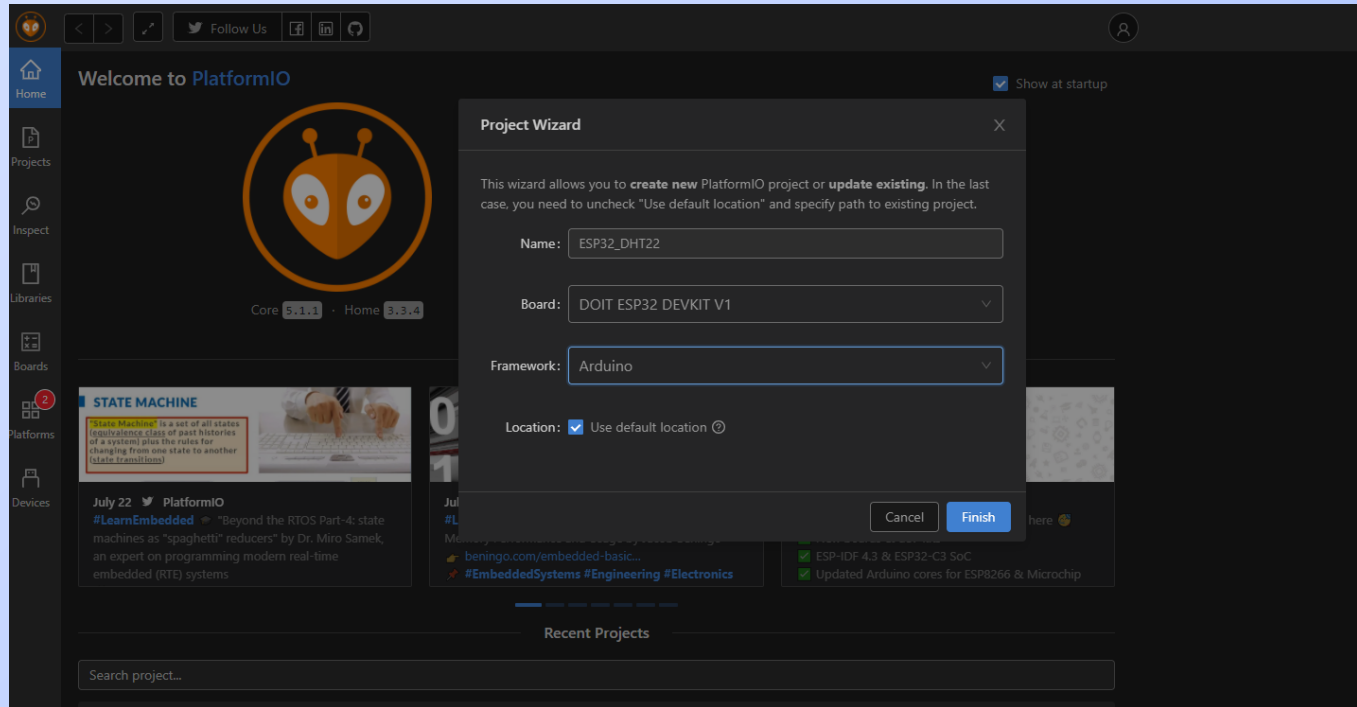 Follow Us
Home
Projects
Inspect
Libraries
Boards
2
Platforms
Devices
Welcome to PlatformIO
Show at startup
Core 5.1.1 · Home 3.3.4
Project Wizard
This wizard allows you to create new PlatformIO project or update existing. In the last
case, you need to uncheck "Use default location" and specify path to existing project.
Name: ESP32_DHT22
Board: DOIT ESP32 DEVKIT V1
Framework: Arduino
Location: Use default location
Cancel
Finish
STATE MACHINE
"State Machine" is a set of all states
(equivalence class of past histories
of a system) plus the rules for
changing from one state to another
(state transitions)
July 22 PlatformIO
#LearnEmbedded "Beyond the RTOS Part-4: state
machines as "spaghetti" reducers" by Dr. Miro Samek,
an expert on programming modern real-time
embedded (RTE) systems
beningo.com/embedded-basic...
#EmbeddedSystems #Engineering #Electronics
here
ESP-IDF 4.3 & ESP32-C3 SoC
Updated Arduino cores for ESP8266 & Microchip
Recent Projects
Search project...